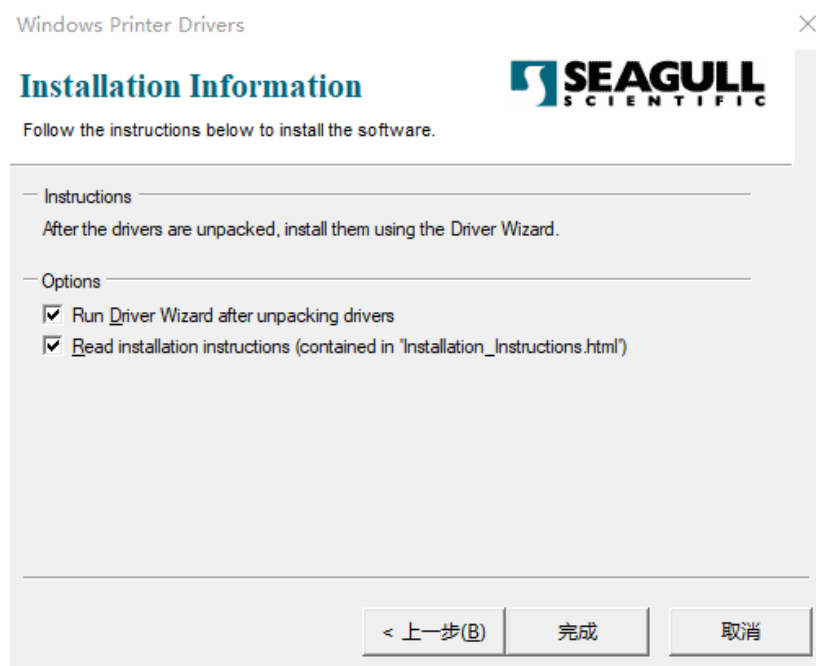 Windows Printer Drivers
Installation Information
SEAGULL
SCIENTIFIC
Follow the instructions below to install the software.
Instructions
After the drivers are unpacked, install them using the Driver Wizard.
Options
Run Driver Wizard after unpacking drivers
Read installation instructions (contained in 'Installation_Instructions.html')
< 上一步(B)
完成
取消